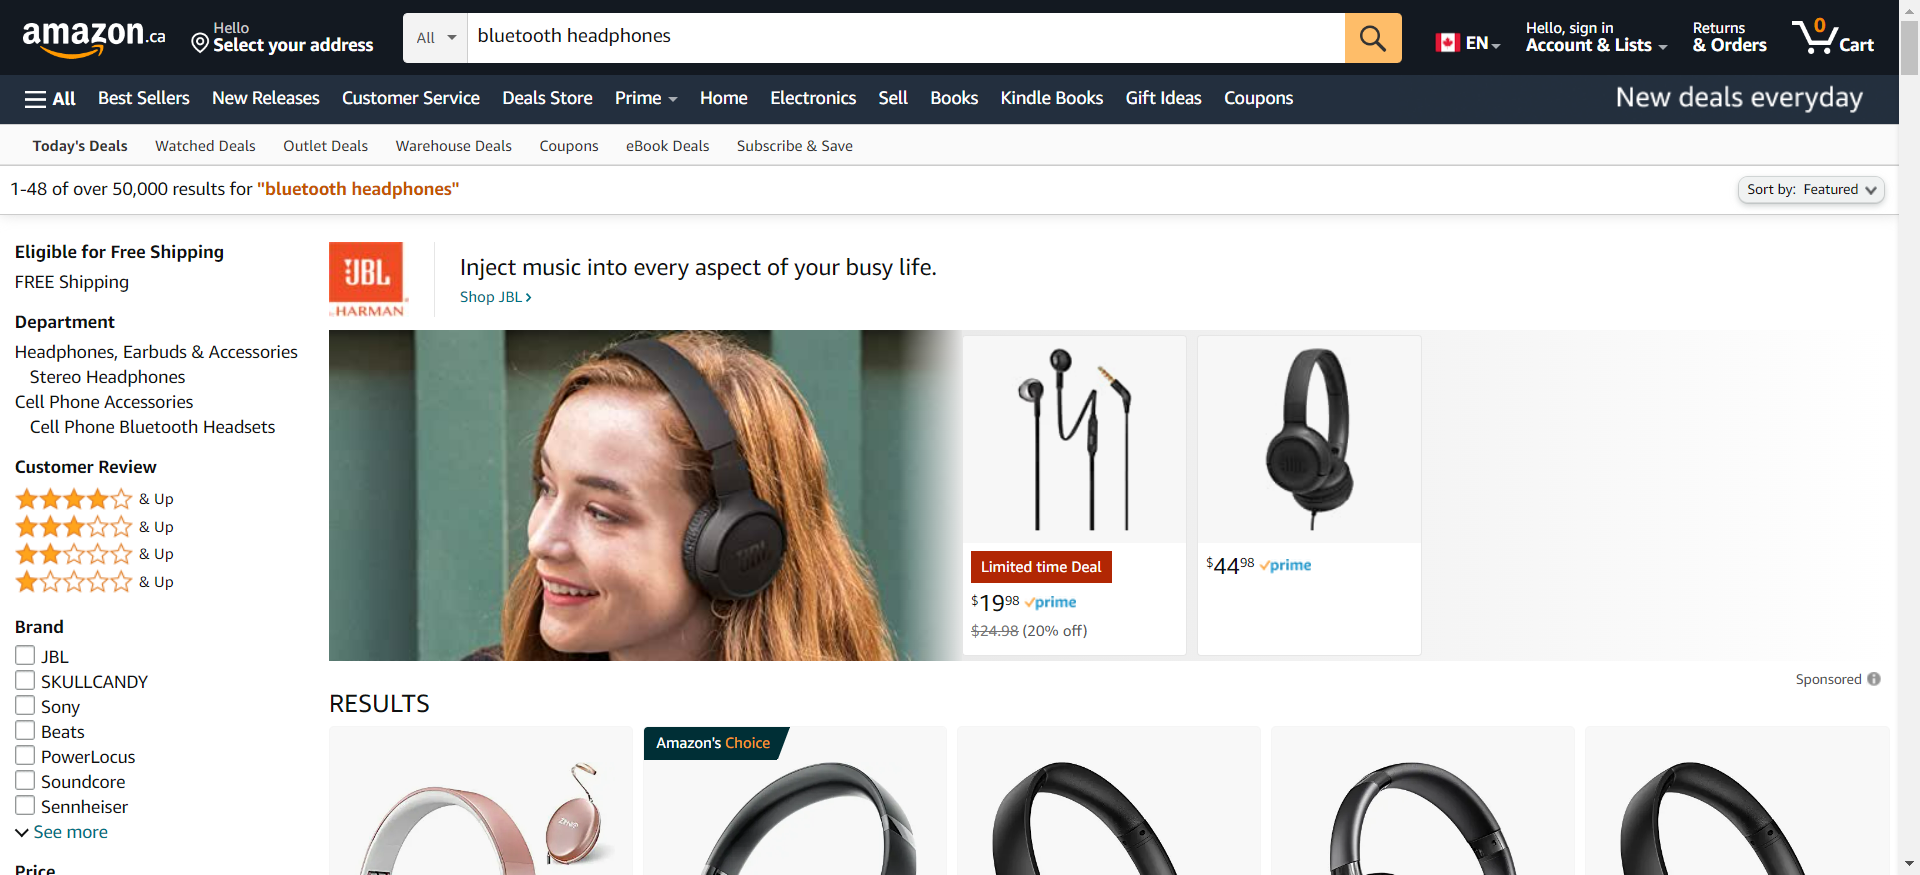 amazon.ca
Hello
Select your address
All
bluetooth headphones
EN
Hello, sign in
Account & Lists
Returns
& Orders
0
Cart
All
Best Sellers
New Releases
Customer Service
Deals Store
Prime
Home
Electronics
Sell
Books
Kindle Books
Gift Ideas
Coupons
New deals everyday
Today's Deals
Watched Deals
Outlet Deals
Warehouse Deals
Coupons
eBook Deals
Subscribe & Save
1-48 of over 50,000 results for "bluetooth headphones"
Sort by: Featured
Eligible for Free Shipping
FREE Shipping
Department
Headphones, Earbuds & Accessories
Stereo Headphones
Cell Phone Accessories
Cell Phone Bluetooth Headsets
Customer Review
& Up
& Up
& Up
& Up
Brand
JBL
SKULLCANDY
Sony
Beats
PowerLocus
Soundcore
Sennheiser
See more
Price
JBL
by HARMAN
Inject music into every aspect of your busy life.
Shop JBL
JBL
Limited time Deal
$1998 prime
$24.98 (20% off)
JBL
$4498 prime
Sponsored
RESULTS
Amazon's Choice